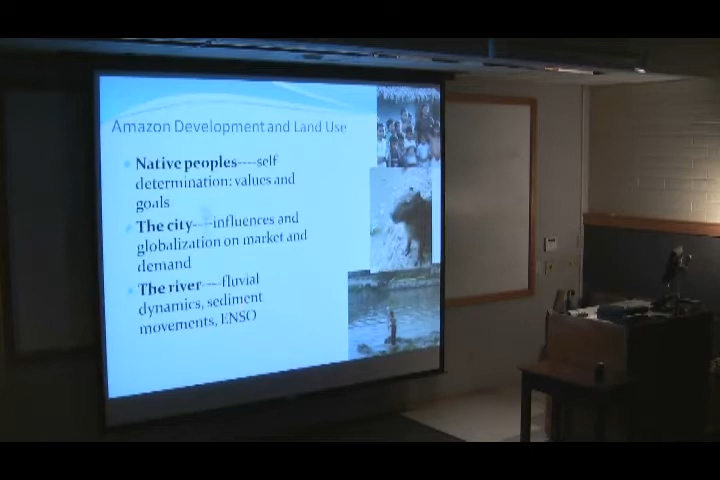 Amazon Development and Land Use
Native peoples----self
determination: values and
goals
The city----influences and
globalization on market and
demand
The river----fluvial
dynamics, sediment
movements, ENSO